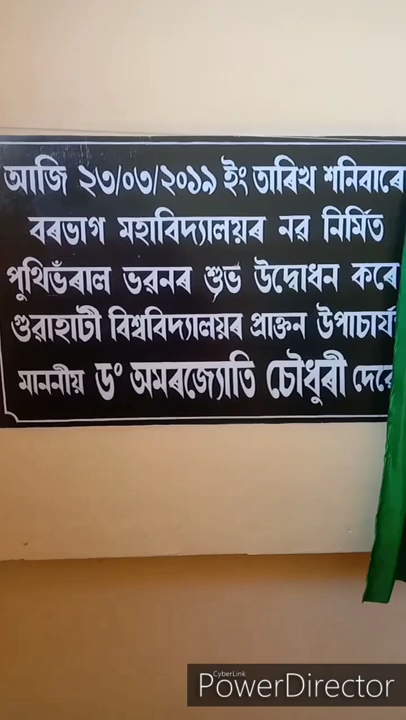 আজি ২৩/০৩/২০১৯ ইং তাৰিখ শনিবাৰে
বৰভাগ মহাবিদ্যালয়ৰ নৱ নিৰ্মিত
পুথিভঁৰাল ভৱনৰ শুভ উদ্বোধন কৰে
গুৱাহাটী বিশ্ববিদ্যালয়ৰ প্ৰাক্তন উপাচাৰ্য
মাননীয় ড° অমৰজ্যোতি চৌধুৰী দেৱে
CyberLink
PowerDirector